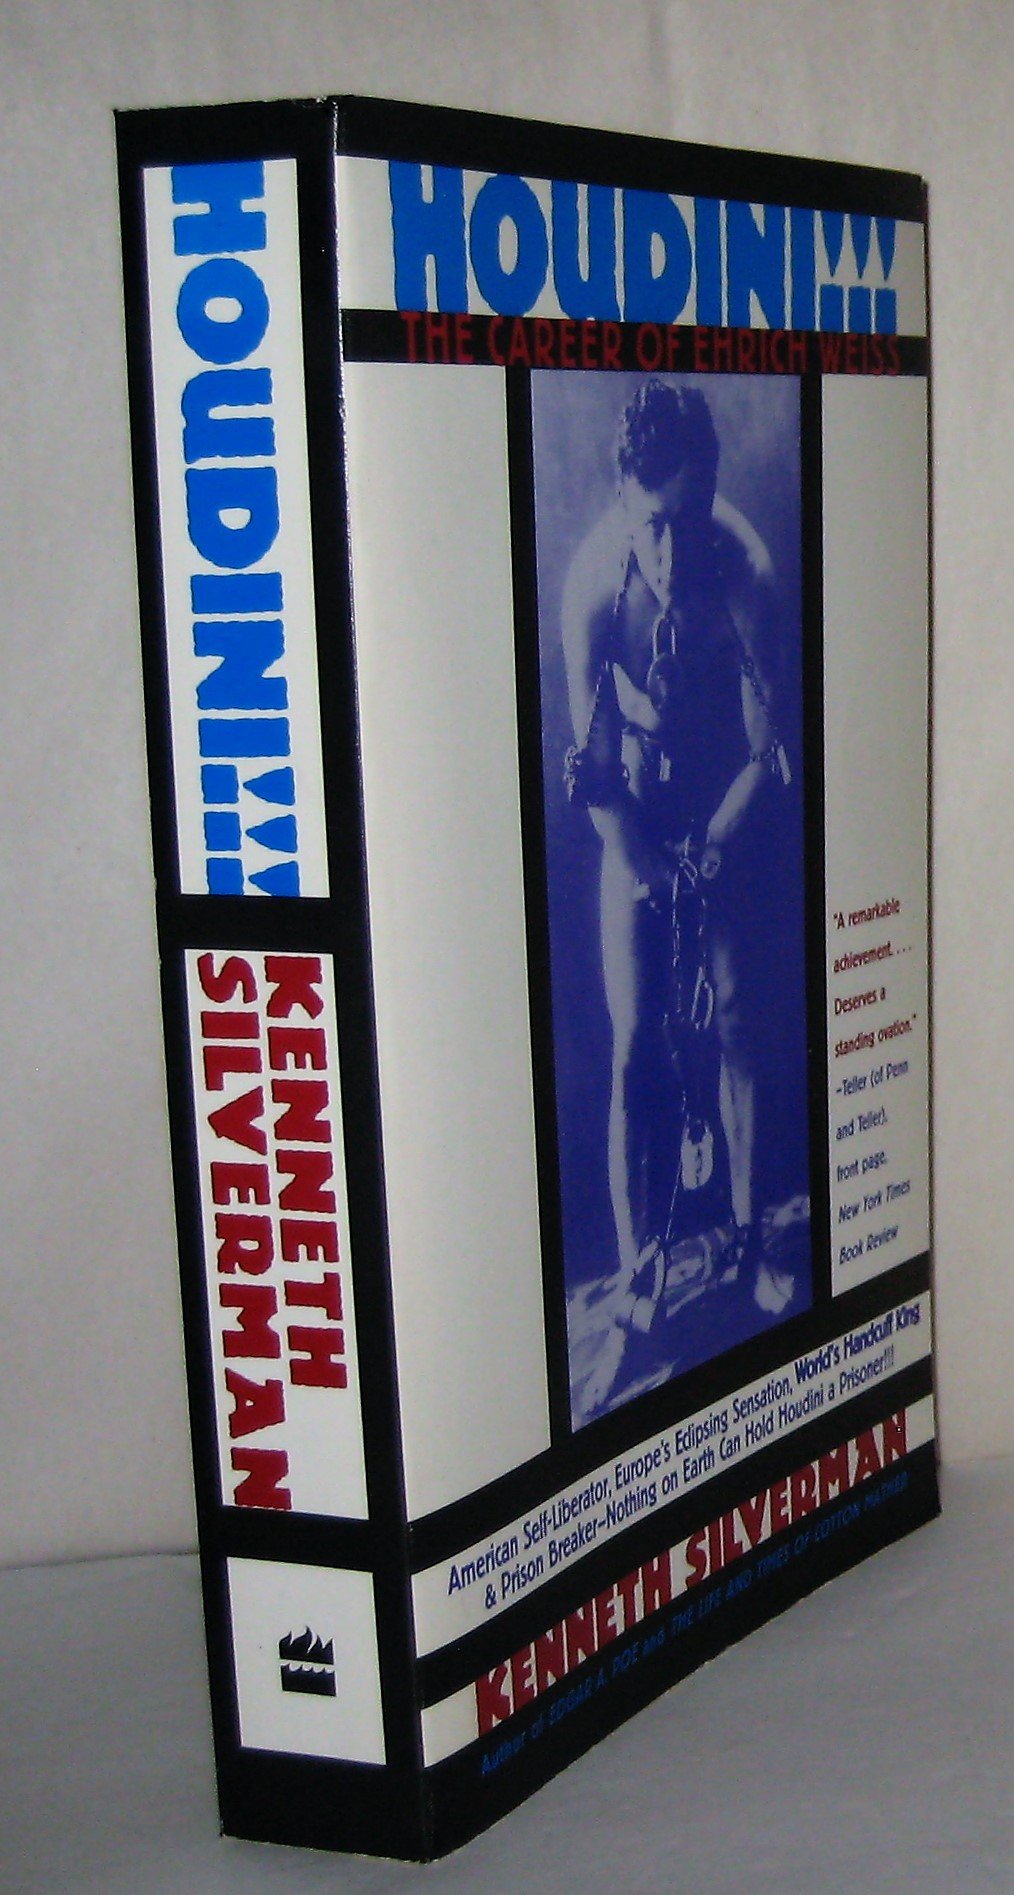 HOUDINI!!!
KENNETH
SILVERMAN
HOUDINI!!!
THE CAREER OF EHRICH WEISS
"A remarkable
achievement. . . .
Deserves a
standing ovation."
–Teller (of Penn
and Teller),
front page,
New York Times
Book Review
American Self-Liberator, Europe's Eclipsing Sensation, World's Handcuff King
& Prison Breaker–Nothing on Earth Can Hold Houdini a Prisoner!!!
KENNETH SILVERMAN
Author of EDGAR A. POE and THE LIFE AND TIMES OF COTTON MATHER